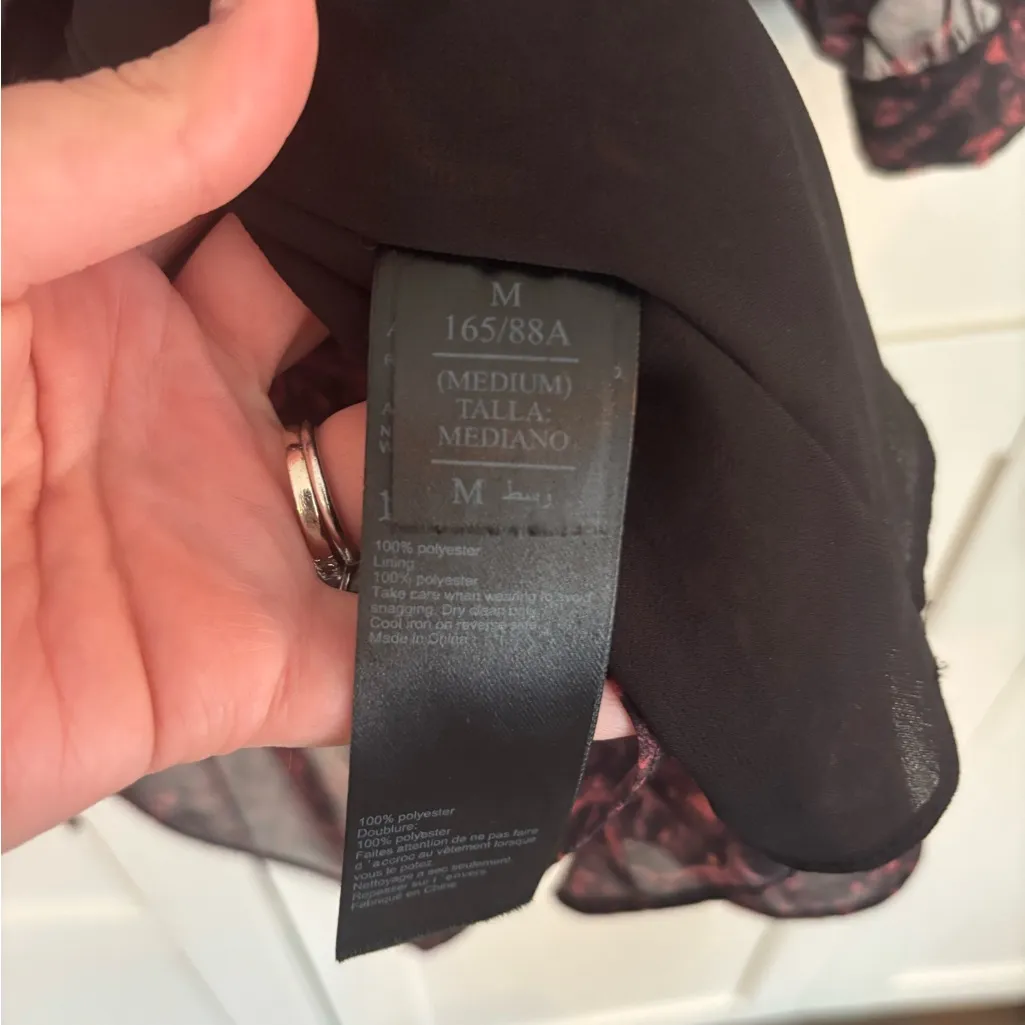 M
165/88A
(MEDIUM)
TALLA:
MEDIANO
M وسط
100% polyester
Lining
100% polyester
Take care when wearing to avoid
snagging. Dry clean only.
Cool iron on reverse side.
Made in China
100% polyester
Doublure:
100% polyester
Faites attention de ne pas faire
d 'accroc au vêtement lorsque
vous le potez.
Nettoyage a sec seulement.
Repasser sur l' envers
Fabriqué en Chine